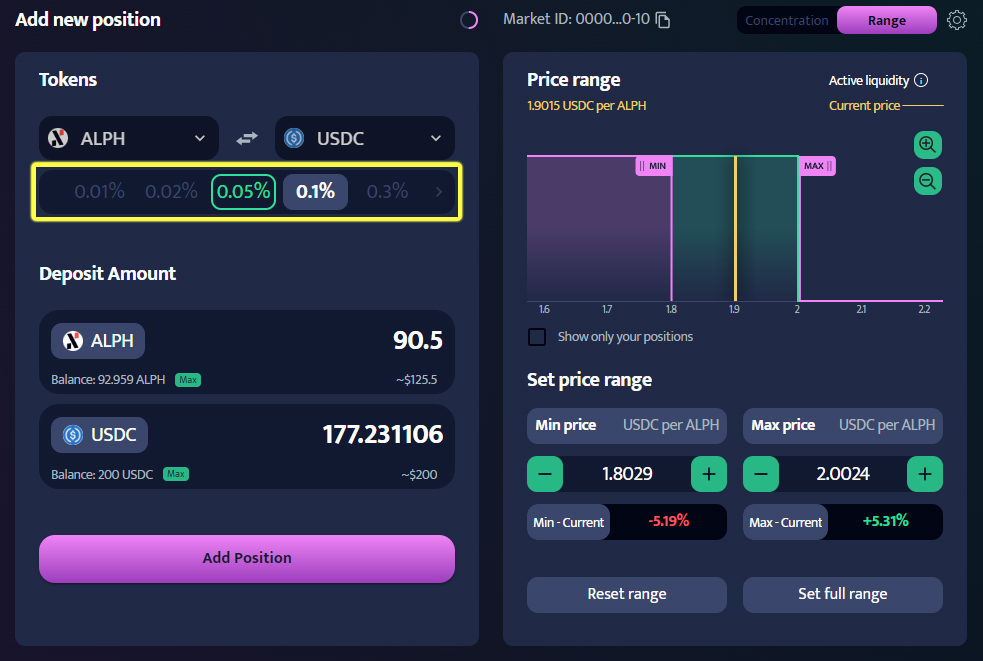 Add new position
Market ID: 0000...0-10
Concentration Range
Tokens
ALPH USDC
0.01% 0.02% 0.05% 0.1% 0.3%
Deposit Amount
ALPH 90.5
Balance: 92.959 ALPH Max ~$125.5
USDC 177.231106
Balance: 200 USDC Max ~$200
Add Position
Price range Active liquidity
1.9015 USDC per ALPH Current price
MIN MAX
1.6 1.7 1.8 1.9 2 2.1 2.2
Show only your positions
Set price range
Min price USDC per ALPH Max price USDC per ALPH
1.8029 2.0024
Min - Current -5.19% Max - Current +5.31%
Reset range Set full range